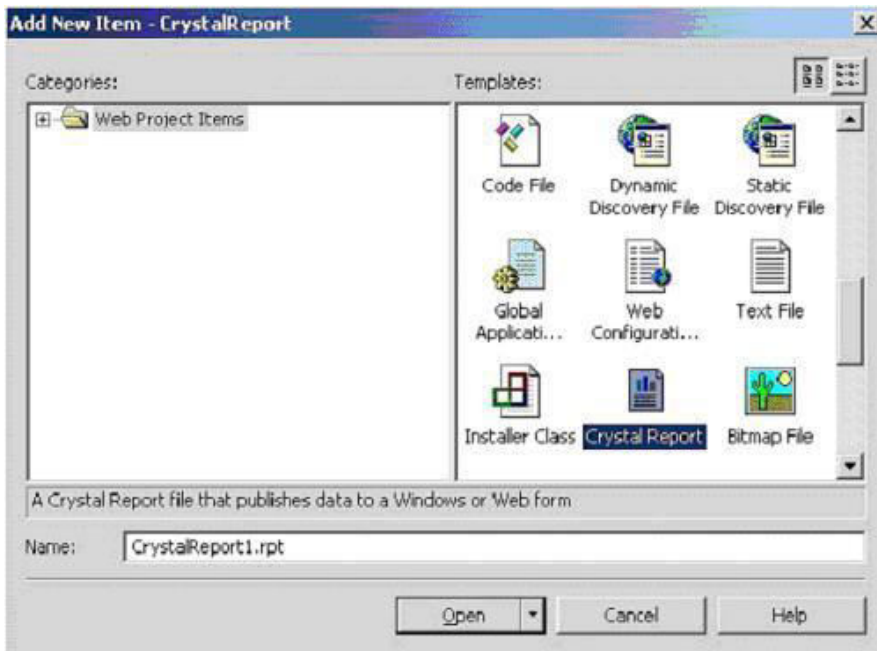 Add New Item - CrystalReport
Categories:
Templates:
Web Project Items
Code File
Dynamic
Discovery File
Static
Discovery File
Global
Applicati...
Web
Configurati...
Text File
Installer Class
Crystal Report
Bitmap File
A Crystal Report file that publishes data to a Windows or Web form
Name:
CrystalReport1.rpt
Open
Cancel
Help